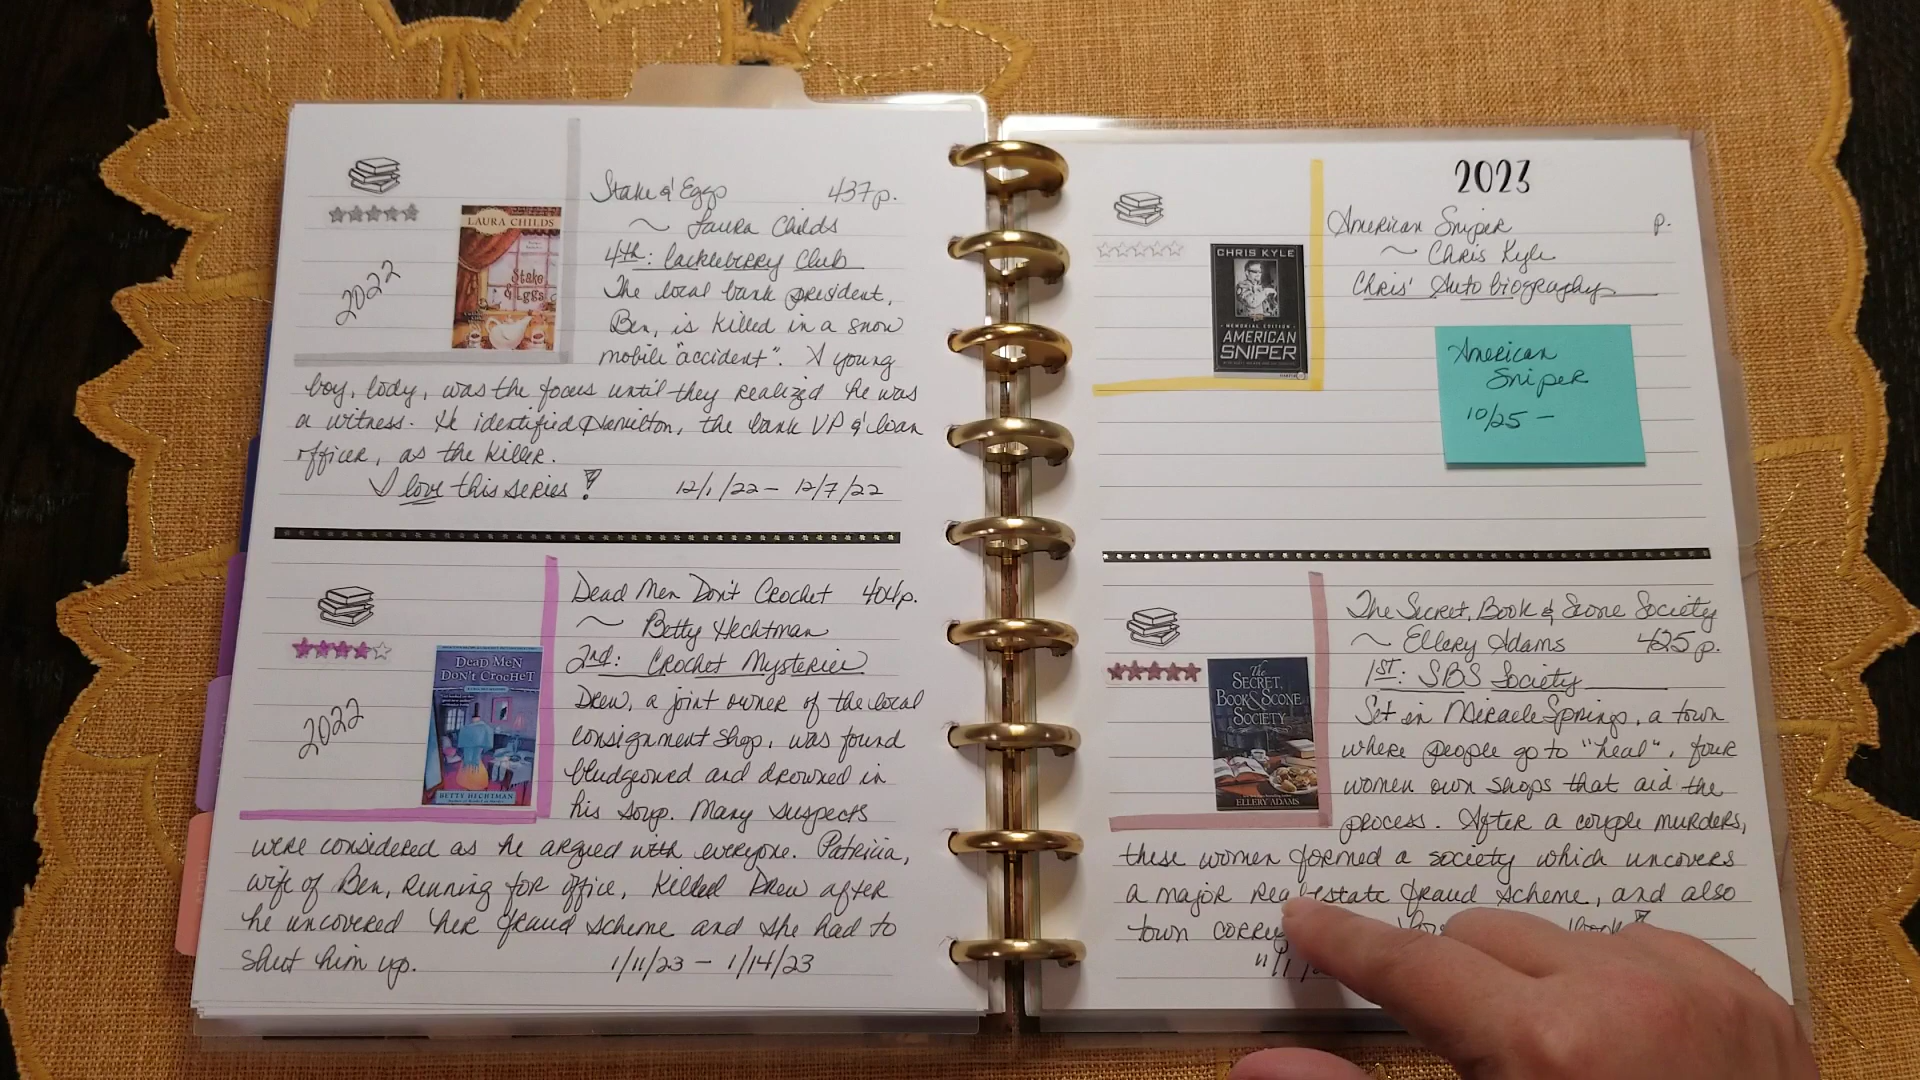 Stake & Eggs 437p.
~ Laura Childs
4th: Cackleberry Club
The local bank president,
Ben, is killed in a snow
mobile "accident". A young
boy, Cody, was the focus until they realized he was
a witness. He identified Hamilton, the bank VP & loan
officer, as the killer.
I love this series!
12/1/22 - 12/7/22
2022
LAURA CHILDS
Stake
& Eggs
Dead Men Don't Crochet 404p.
~ Betty Hechtman
2nd: Crochet Mysteries
Drew, a joint owner of the local
consignment shop, was found
bludgeoned and drowned in
his soup. Many suspects
were considered as he argued with everyone. Patricia,
wife of Ben, running for office, killed Drew after
he uncovered her fraud scheme and she had to
shut him up.
1/11/23 - 1/14/23
2022
DEAD MEN
DON'T CROCHET
BETTY HECHTMAN
2023
American Sniper p.
~ Chris Kyle
Chris' Autobiography
CHRIS KYLE
MEMORIAL EDITION
AMERICAN
SNIPER
American
Sniper
10/25 -
The Secret, Book & Scone Society
~ Ellery Adams 425 p.
1ST: SBS Society
Set in Miracle Springs, a town
where people go to "heal", four
women own shops that aid the
process. After a couple murders,
these women formed a society which uncovers
a major real estate fraud scheme, and also
town
The
SECRET,
BOOK & SCONE
SOCIETY
ELLERY ADAMS